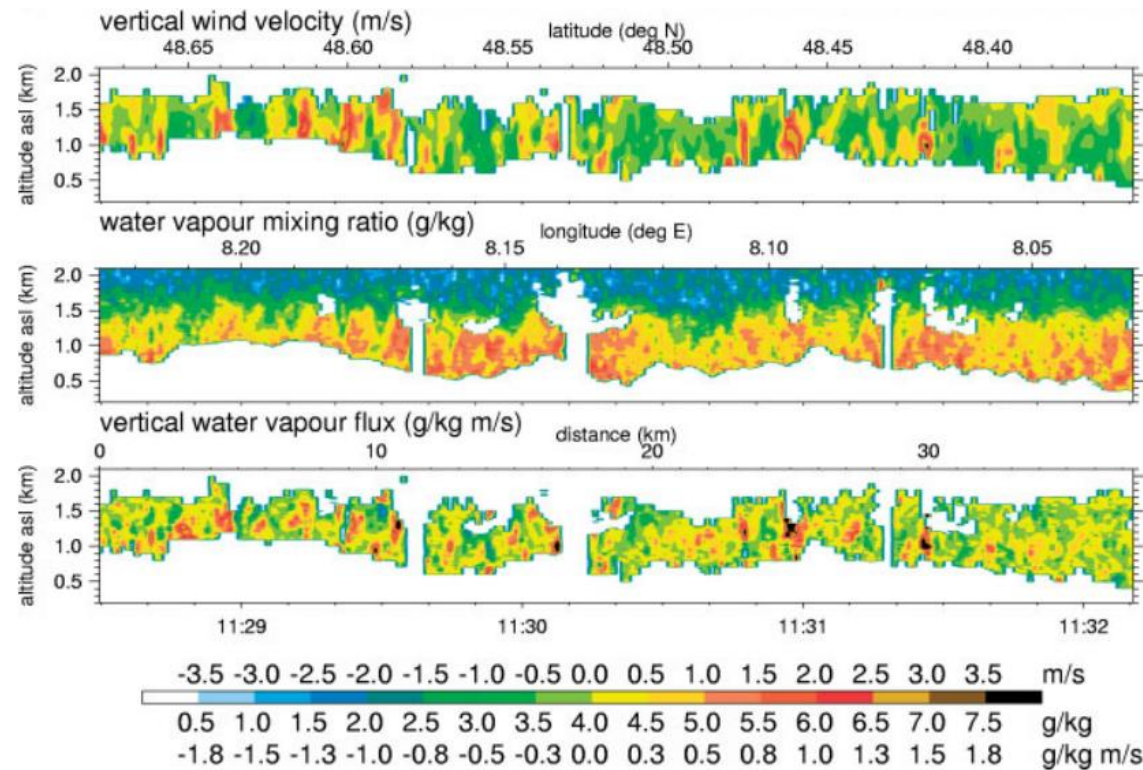 vertical wind velocity (m/s)
latitude (deg N)
48.65 48.60 48.55 48.50 48.45 48.40
altitude asl (km)
2.0
1.5
1.0
0.5
water vapour mixing ratio (g/kg)
longitude (deg E)
8.20 8.14 8.10 8.05
altitude asl (km)
2.0
1.5
1.0
0.5
vertical water vapour flux (g/kg m/s)
distance (km)
0 10 20 30
altitude asl (km)
2.0
1.5
1.0
0.5
11:29 11:30 11:31 11:32
-3.5 -3.0 -2.5 -2.0 -1.5 -1.0 -0.5 0.0 0.5 1.0 1.5 2.0 2.5 3.0 3.5 m/s
0.5 1.0 1.5 2.0 2.5 3.0 3.5 4.0 4.5 5.0 5.5 6.0 6.5 7.0 7.5 g/kg
-1.8 -1.5 -1.3 -1.0 -0.8 -0.5 -0.3 0.0 0.3 0.5 0.8 1.0 1.3 1.5 1.8 g/kg m/s